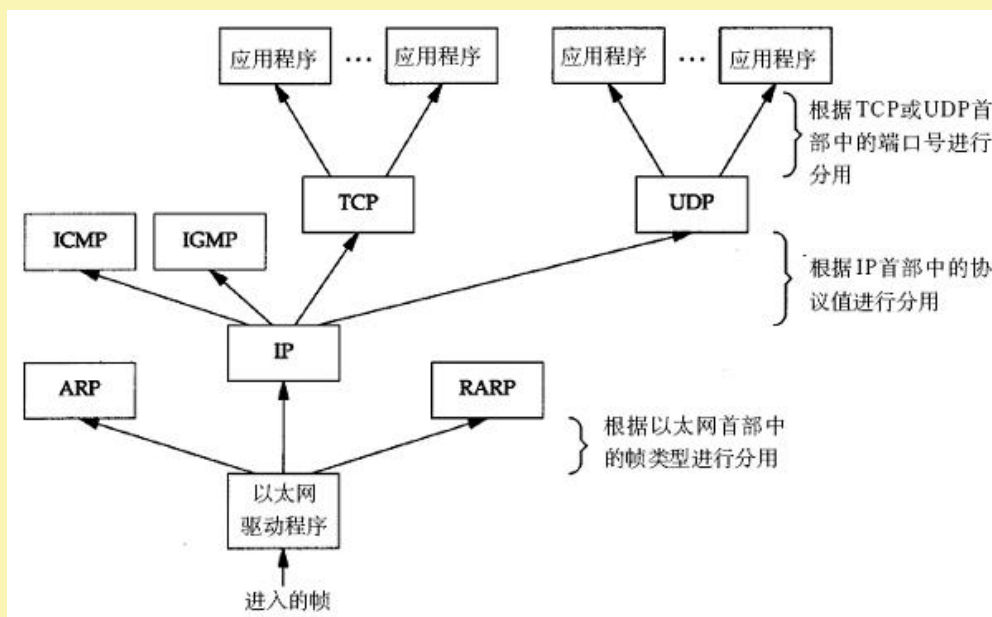 应用程序 … 应用程序 应用程序 … 应用程序
根据TCP或UDP首
部中的端口号进行
分用
TCP UDP
ICMP IGMP
根据IP首部中的协
议值进行分用
IP
ARP RARP
根据以太网首部中
的帧类型进行分用
以太网
驱动程序
进入的帧